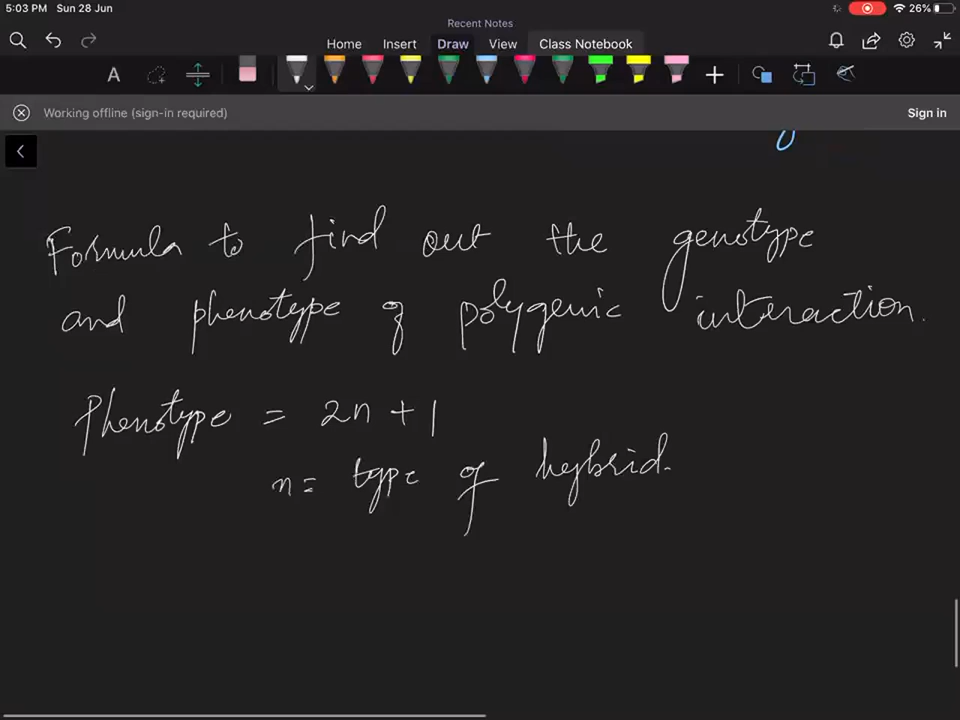 5:03 PM Sun 28 Jun
26%
Recent Notes
Home Insert Draw View Class Notebook
A
Working offline (sign-in required) Sign in
Formula to find out the genotype
and phenotype of polygenic interaction.
Phenotype = 2n + 1
n = type of hybrid.